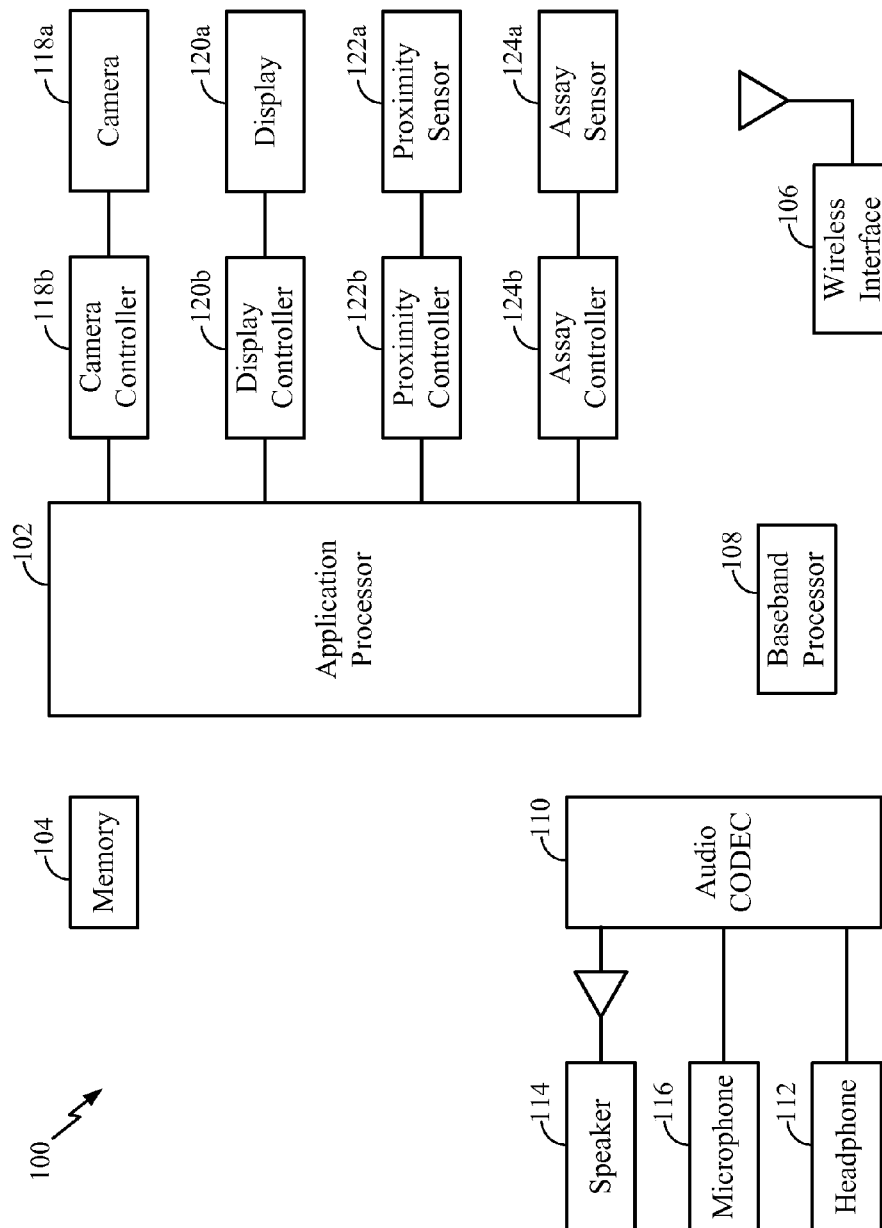 100
104
Memory
102
Application
Processor
118b
Camera
Controller
118a
Camera
120b
Display
Controller
120a
Display
122b
Proximity
Controller
122a
Proximity
Sensor
124b
Assay
Controller
124a
Assay
Sensor
114
Speaker
116
Microphone
112
Headphone
110
Audio
CODEC
108
Baseband
Processor
106
Wireless
Interface